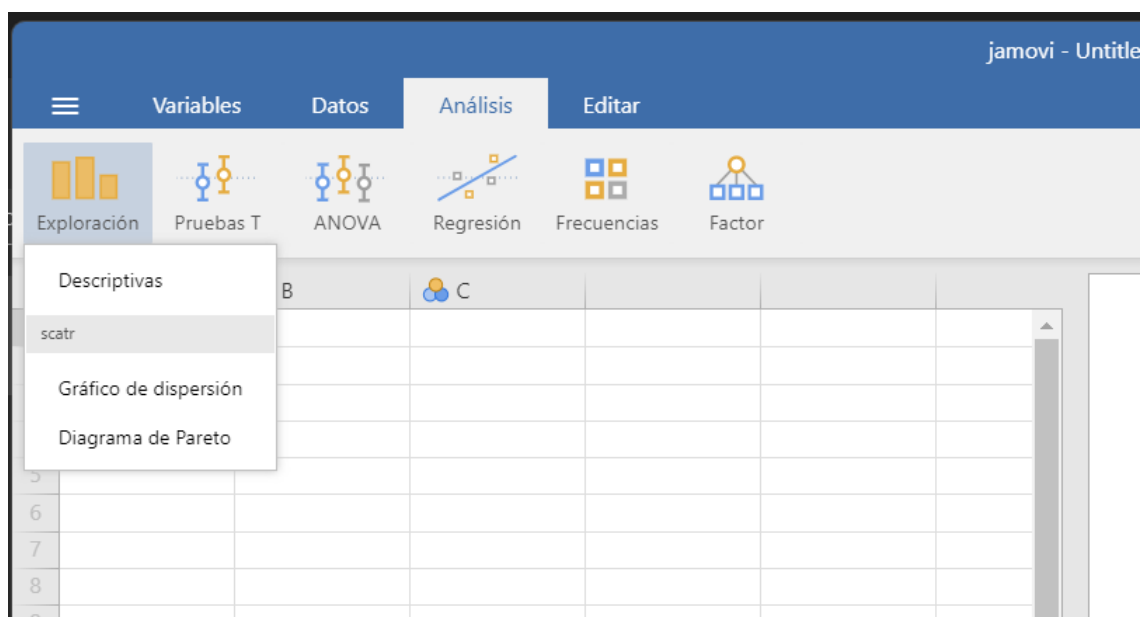 jamovi - Untitle
Variables Datos Análisis Editar
Exploración Pruebas T ANOVA Regresión Frecuencias Factor
Descriptivas
B C
scatr
Gráfico de dispersión
Diagrama de Pareto
5
6
7
8